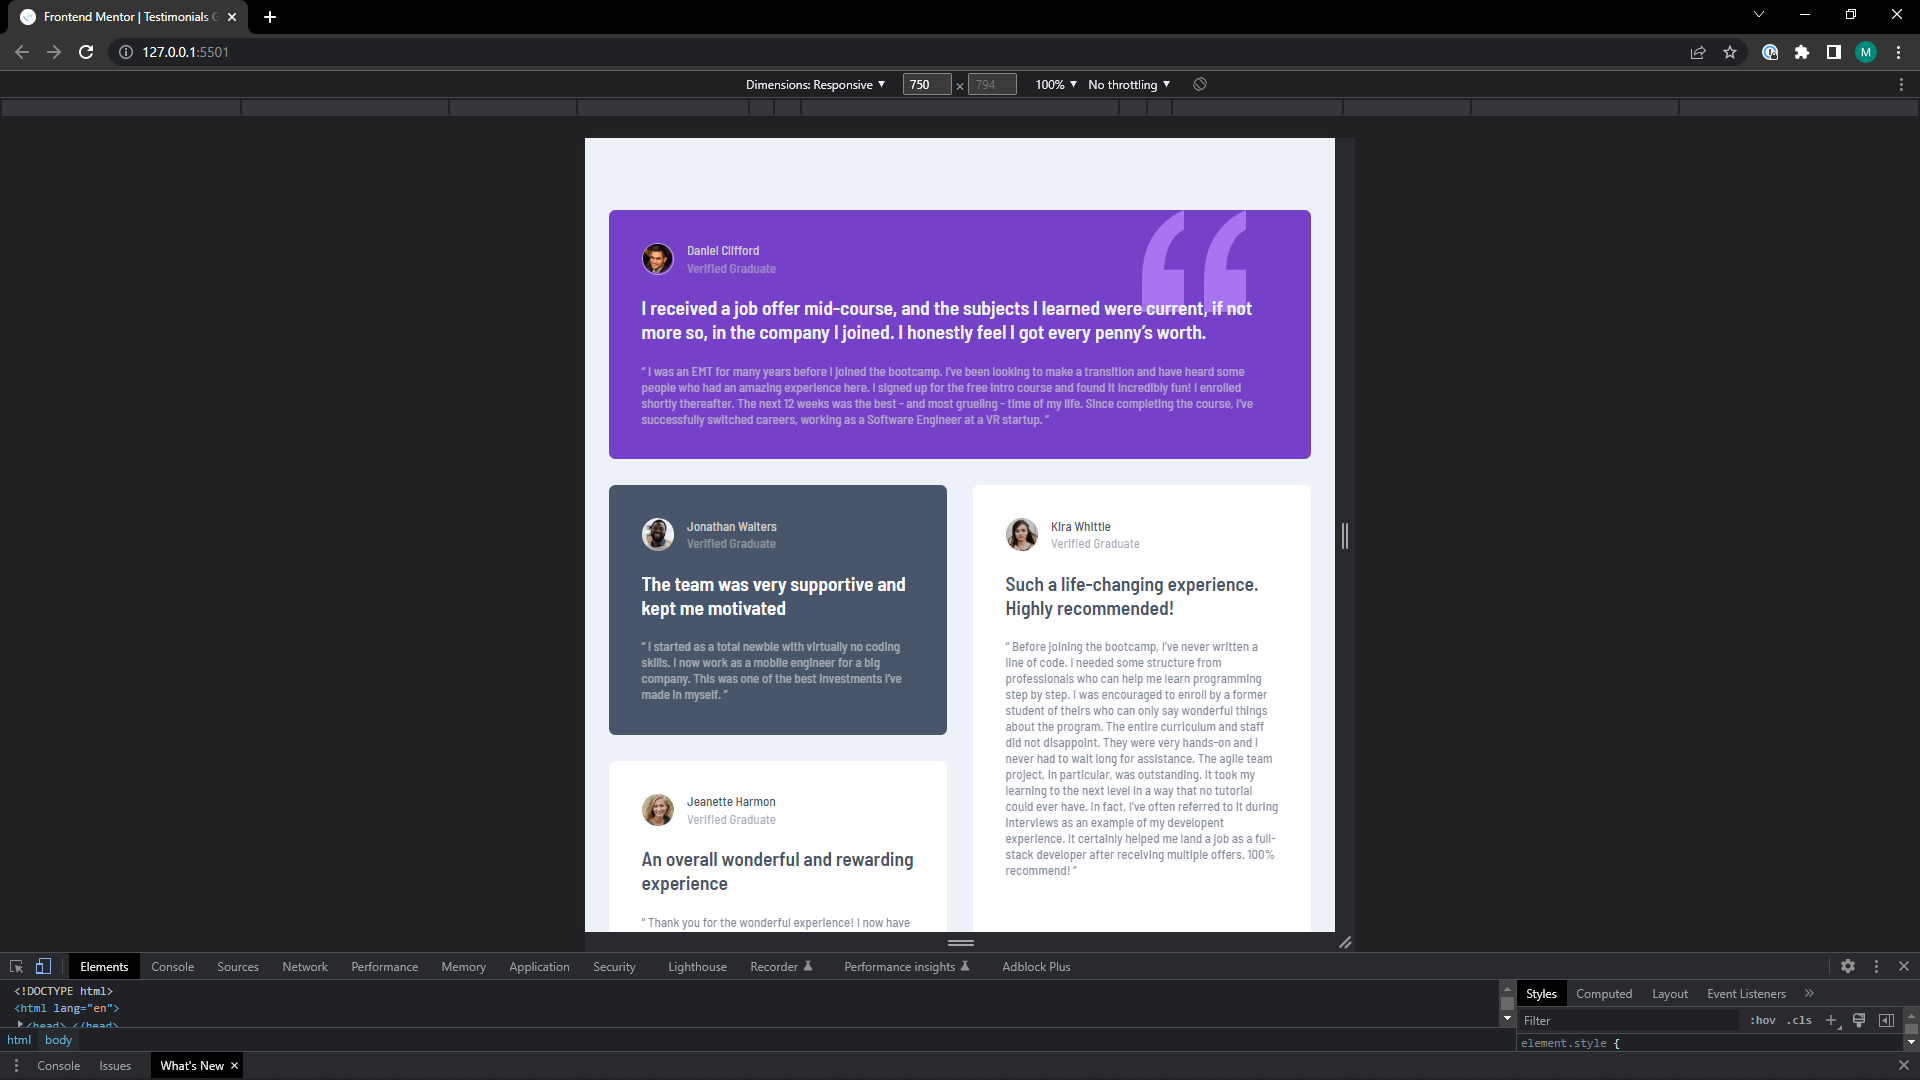 Frontend Mentor | Testimonials G
127.0.0.1:5501
M
Dimensions: Responsive
750
×
794
100%
No throttling
Daniel Clifford
Verified Graduate
I received a job offer mid-course, and the subjects I learned were current, if not
more so, in the company I joined. I honestly feel I got every penny’s worth.
“ I was an EMT for many years before I joined the bootcamp. I’ve been looking to make a transition and have heard some
people who had an amazing experience here. I signed up for the free intro course and found it incredibly fun! I enrolled
shortly thereafter. The next 12 weeks was the best - and most grueling - time of my life. Since completing the course, I’ve
successfully switched careers, working as a Software Engineer at a VR startup. ”
Jonathan Walters
Verified Graduate
The team was very supportive and
kept me motivated
“ I started as a total newbie with virtually no coding
skills. I now work as a mobile engineer for a big
company. This was one of the best investments I’ve
made in myself. ”
Jeanette Harmon
Verified Graduate
An overall wonderful and rewarding
experience
“ Thank you for the wonderful experience! I now have
Kira Whittle
Verified Graduate
Such a life-changing experience.
Highly recommended!
“ Before joining the bootcamp, I’ve never written a
line of code. I needed some structure from
professionals who can help me learn programming
step by step. I was encouraged to enroll by a former
student of theirs who can only say wonderful things
about the program. The entire curriculum and staff
did not disappoint. They were very hands-on and I
never had to wait long for assistance. The agile team
project, in particular, was outstanding. It took my
learning to the next level in a way that no tutorial
could ever have. In fact, I’ve often referred to it during
interviews as an example of my developent
experience. It certainly helped me land a job as a full-
stack developer after receiving multiple offers. 100%
recommend! ”
Elements
Console
Sources
Network
Performance
Memory
Application
Security
Lighthouse
Recorder
Performance insights
Adblock Plus
<!DOCTYPE html>
<html lang="en">
<head> </head>
html
body
Styles
Computed
Layout
Event Listeners
Filter
:hov
.cls
element.style {
Console
Issues
What's New